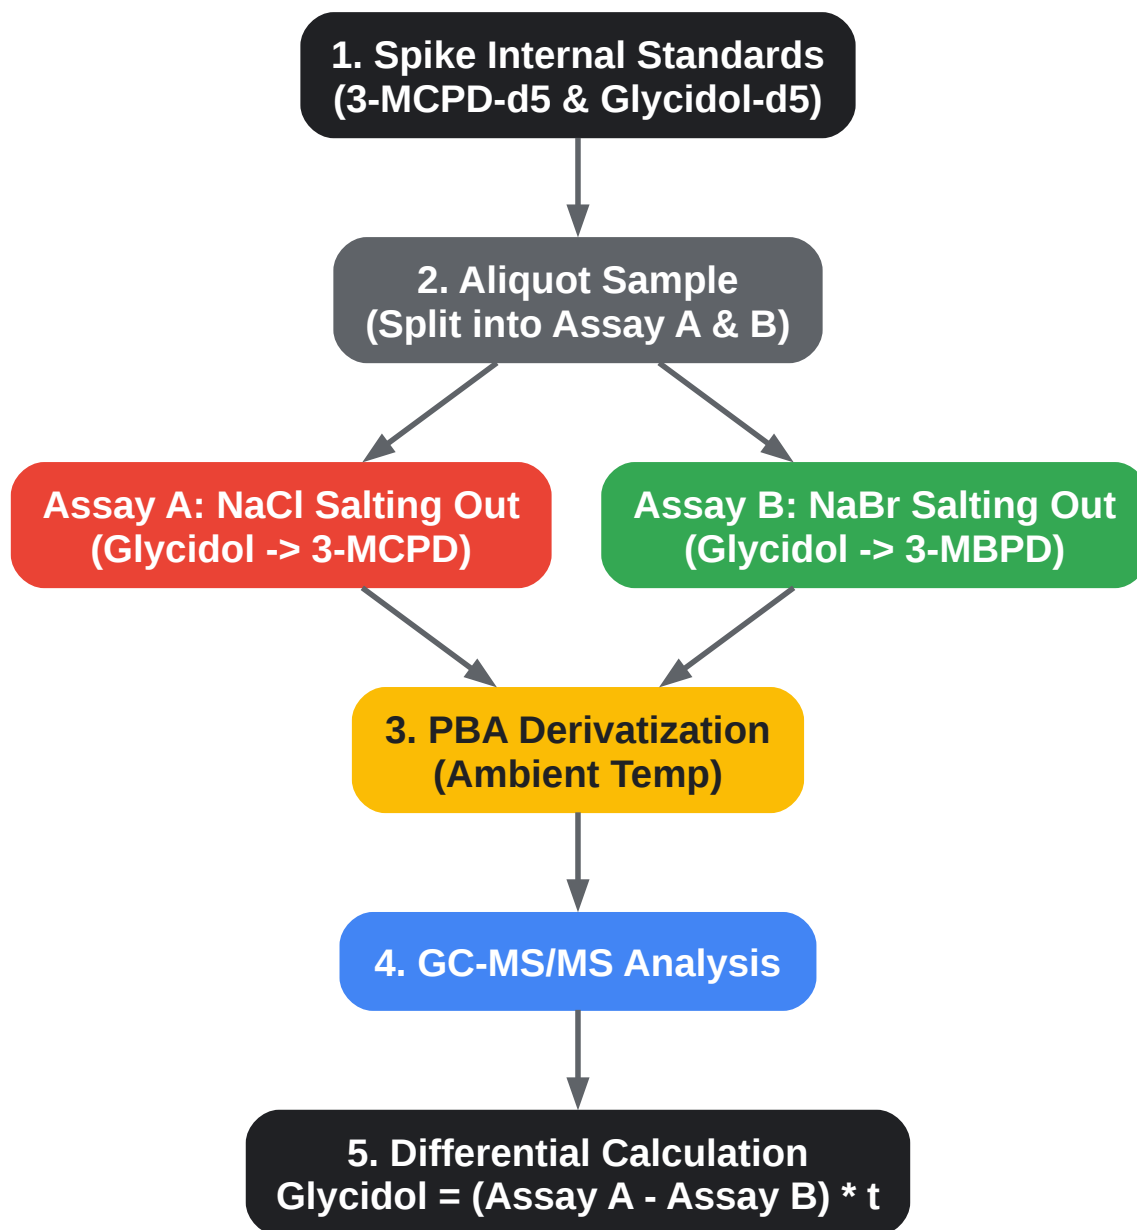 1. Spike Internal Standards
(3-MCPD-d5 & Glycidol-d5)
2. Aliquot Sample
(Split into Assay A & B)
Assay A: NaCl Salting Out
(Glycidol -> 3-MCPD)
Assay B: NaBr Salting Out
(Glycidol -> 3-MBPD)
3. PBA Derivatization
(Ambient Temp)
4. GC-MS/MS Analysis
5. Differential Calculation
Glycidol = (Assay A - Assay B) * t